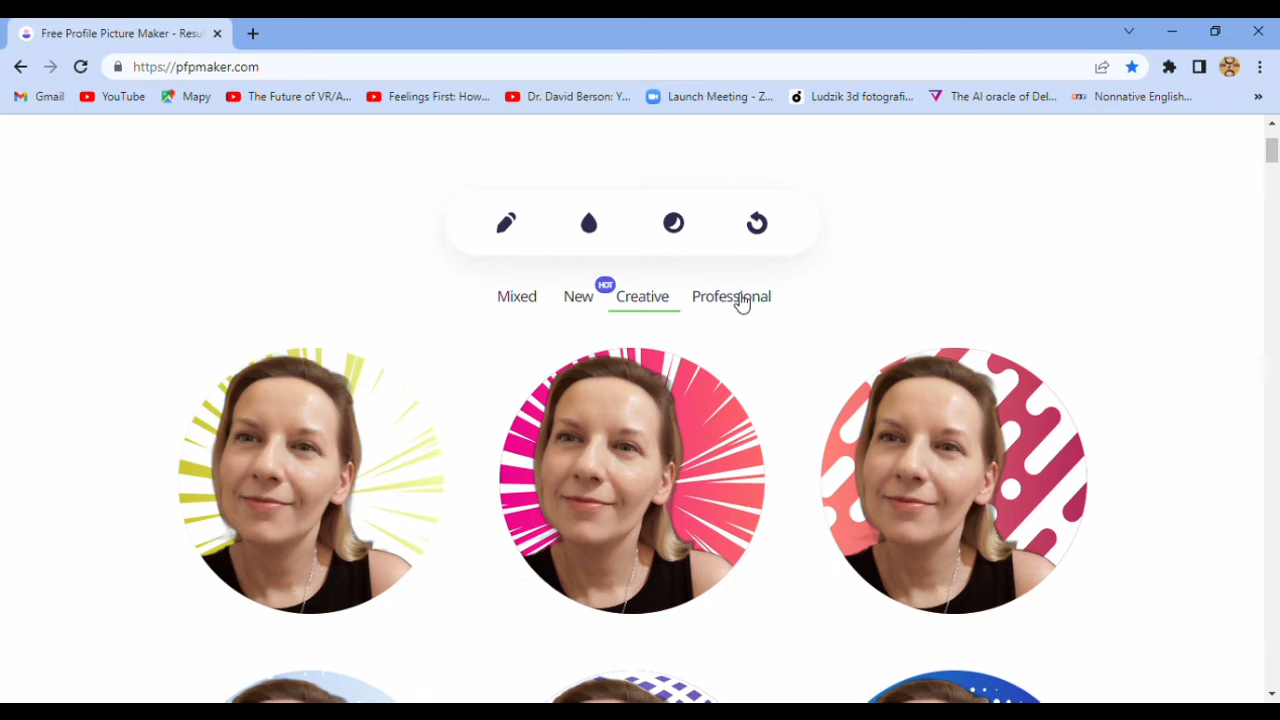 Free Profile Picture Maker - Resu
https://pfpmaker.com
Gmail YouTube Mapy The Future of VR/A... Feelings First: How... Dr. David Berson: Y... Launch Meeting - Z... Ludzik 3d fotografi... The AI oracle of Del... Nonnative English... »
HOT
Mixed New Creative Professional